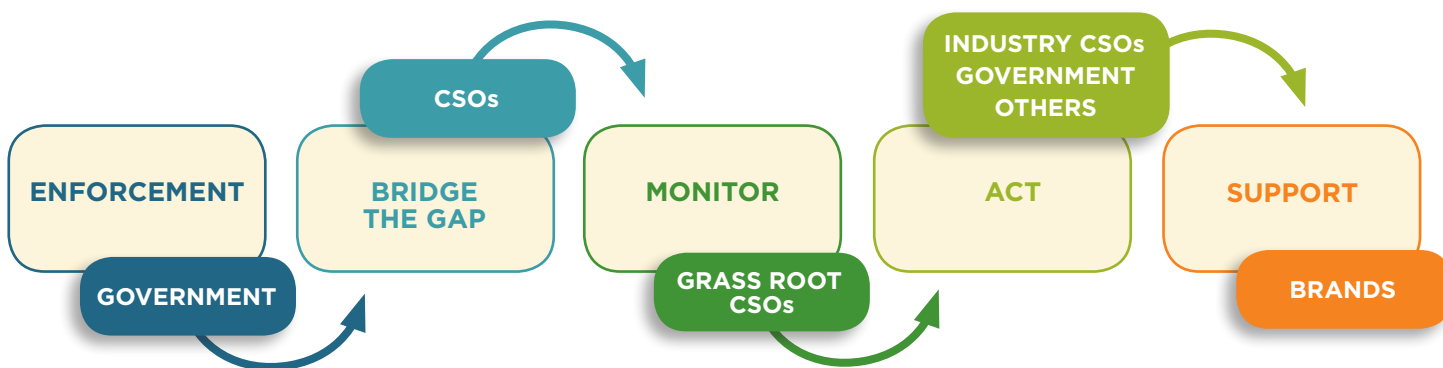 ENFORCEMENT
GOVERNMENT
CSOs
BRIDGE
THE GAP
MONITOR
GRASS ROOT
CSOs
INDUSTRY CSOs
GOVERNMENT
OTHERS
ACT
SUPPORT
BRANDS